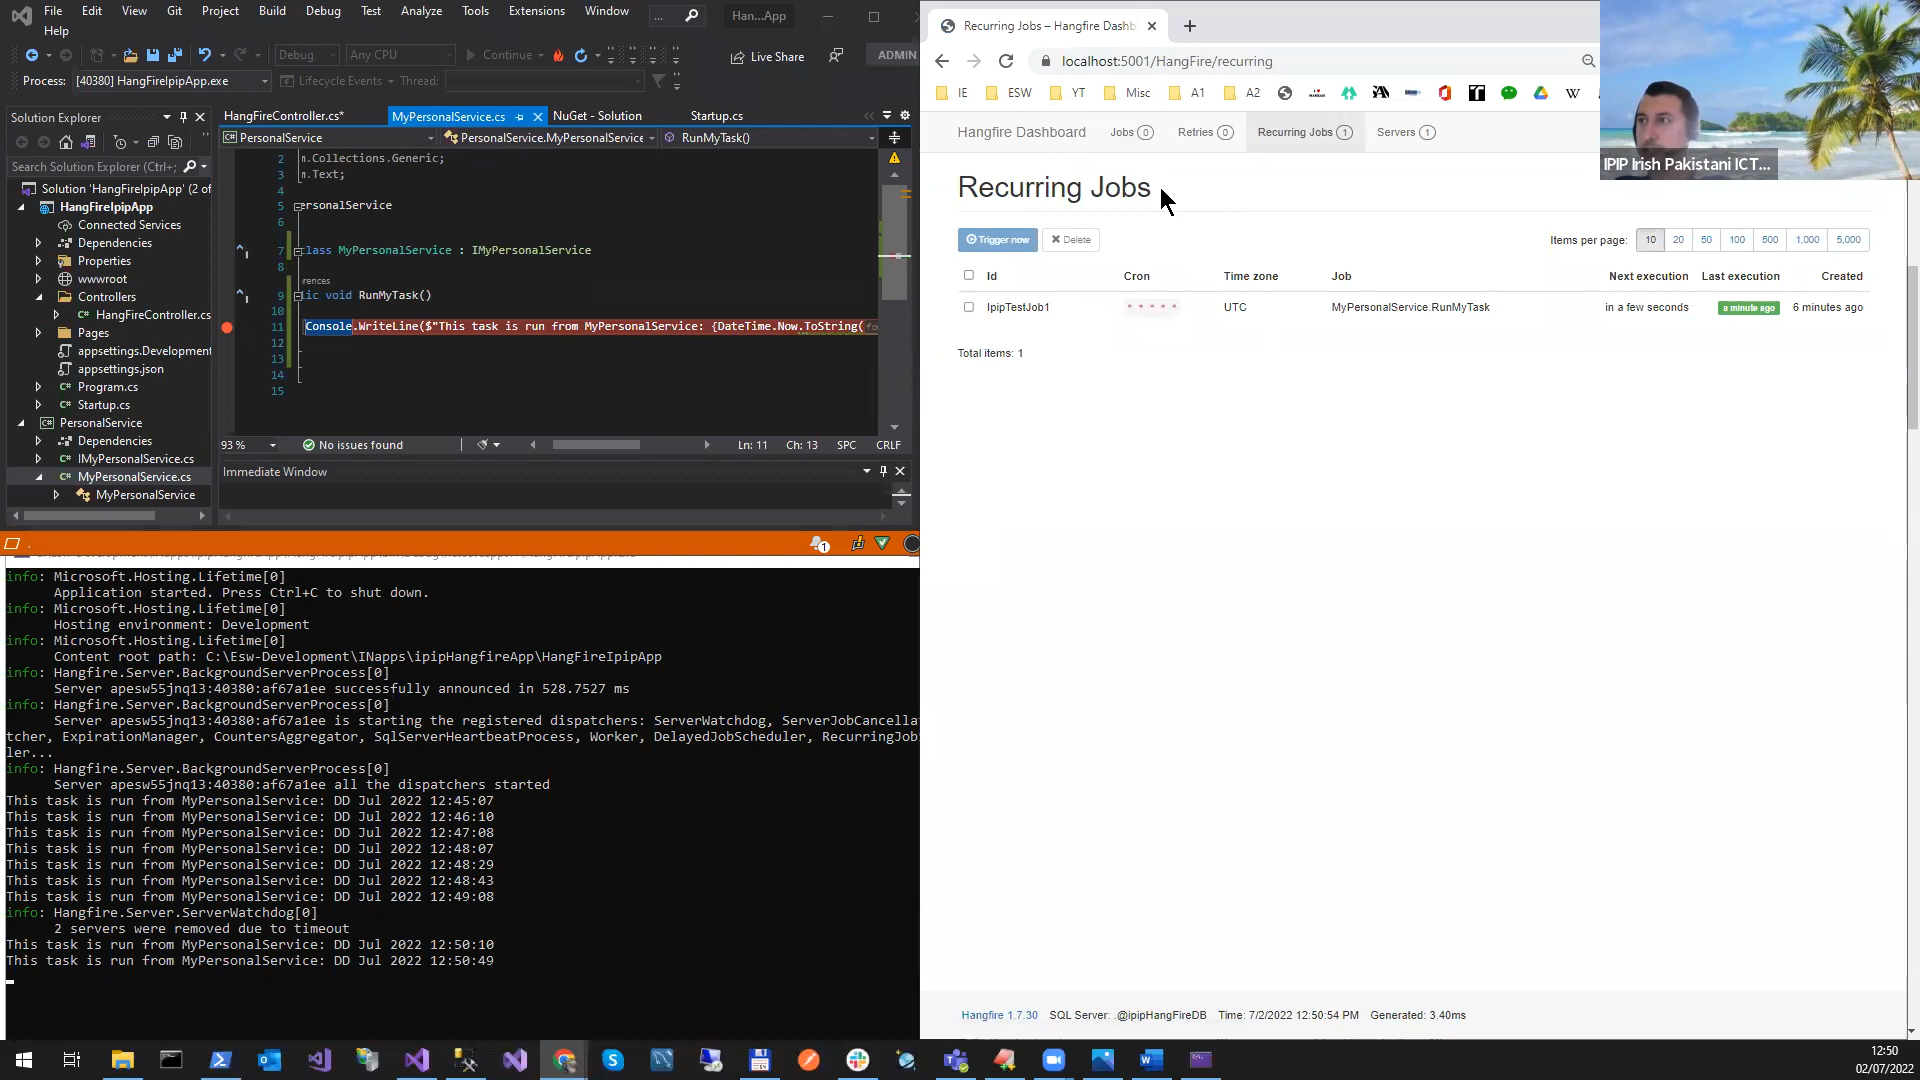 File Edit View Git Project Build Debug Test Analyze Tools Extensions Window ... Han...App
Help
Debug Any CPU Continue Live Share ADMIN
Process: [40380] HangFireIpipApp.exe Lifecycle Events Thread:
Solution Explorer
Search Solution Explorer (Ctrl+;
Solution 'HangFireIpipApp' (2 of
HangFireIpipApp
Connected Services
Dependencies
Properties
wwwroot
Controllers
HangFireController.cs
Pages
appsettings.Development
appsettings.json
Program.cs
Startup.cs
PersonalService
Dependencies
IMyPersonalService.cs
MyPersonalService.cs
MyPersonalService
HangFireController.cs* MyPersonalService.cs NuGet - Solution Startup.cs
PersonalService PersonalService.MyPersonalService RunMyTask()
2 n.Collections.Generic;
3 n.Text;
4
5 ersonalService
6
7 lass MyPersonalService : IMyPersonalService
8
rences
9 lic void RunMyTask()
10
11 Console.WriteLine($"This task is run from MyPersonalService: {DateTime.Now.ToString(
12
13
14
15
93 % No issues found Ln: 11 Ch: 13 SPC CRLF
Immediate Window
info: Microsoft.Hosting.Lifetime[0]
Application started. Press Ctrl+C to shut down.
info: Microsoft.Hosting.Lifetime[0]
Hosting environment: Development
info: Microsoft.Hosting.Lifetime[0]
Content root path: C:\Esw-Development\INapps\ipipHangfireApp\HangFireIpipApp
info: Hangfire.Server.BackgroundServerProcess[0]
Server apesw55jnq13:40380:af67a1ee successfully announced in 528.7527 ms
info: Hangfire.Server.BackgroundServerProcess[0]
Server apesw55jnq13:40380:af67a1ee is starting the registered dispatchers: ServerWatchdog, ServerJobCancella
tcher, ExpirationManager, CountersAggregator, SqlServerHeartbeatProcess, Worker, DelayedJobScheduler, RecurringJob
ler...
info: Hangfire.Server.BackgroundServerProcess[0]
Server apesw55jnq13:40380:af67a1ee all the dispatchers started
This task is run from MyPersonalService: DD Jul 2022 12:45:07
This task is run from MyPersonalService: DD Jul 2022 12:46:10
This task is run from MyPersonalService: DD Jul 2022 12:47:08
This task is run from MyPersonalService: DD Jul 2022 12:48:07
This task is run from MyPersonalService: DD Jul 2022 12:48:29
This task is run from MyPersonalService: DD Jul 2022 12:48:43
This task is run from MyPersonalService: DD Jul 2022 12:49:08
info: Hangfire.Server.ServerWatchdog[0]
2 servers were removed due to timeout
This task is run from MyPersonalService: DD Jul 2022 12:50:10
This task is run from MyPersonalService: DD Jul 2022 12:50:49
Recurring Jobs – Hangfire Dashb
localhost:5001/HangFire/recurring
IE ESW YT Misc A1 A2
Hangfire Dashboard Jobs 0 Retries 0 Recurring Jobs 1 Servers 1
IPIP Irish Pakistani ICT...
Recurring Jobs
Trigger now Delete Items per page: 10 20 50 100 500 1,000 5,000
Id Cron Time zone Job Next execution Last execution Created
IpipTestJob1 * * * * * UTC MyPersonalService.RunMyTask in a few seconds a minute ago 6 minutes ago
Total items: 1
Hangfire 1.7.30 SQL Server: .@ipipHangFireDB Time: 7/2/2022 12:50:54 PM Generated: 3.40ms
12:50
02/07/2022